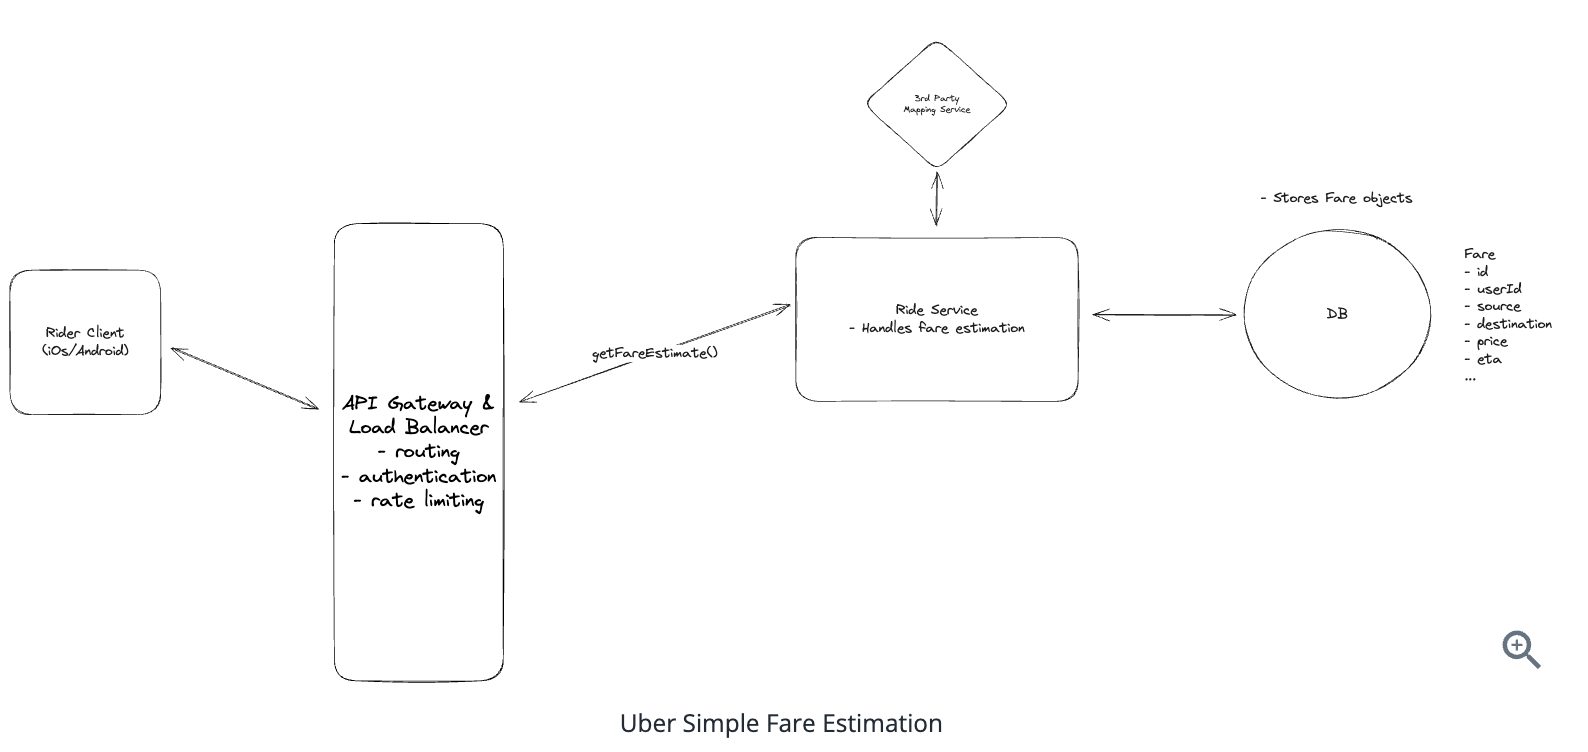 3rd Party
Mapping Service
- Stores Fare objects
Rider Client
(iOs/Android)
API Gateway &
Load Balancer
- routing
- authentication
- rate limiting
getFareEstimate()
Ride Service
- Handles fare estimation
DB
Fare
- id
- userId
- source
- destination
- price
- eta
...
Uber Simple Fare Estimation